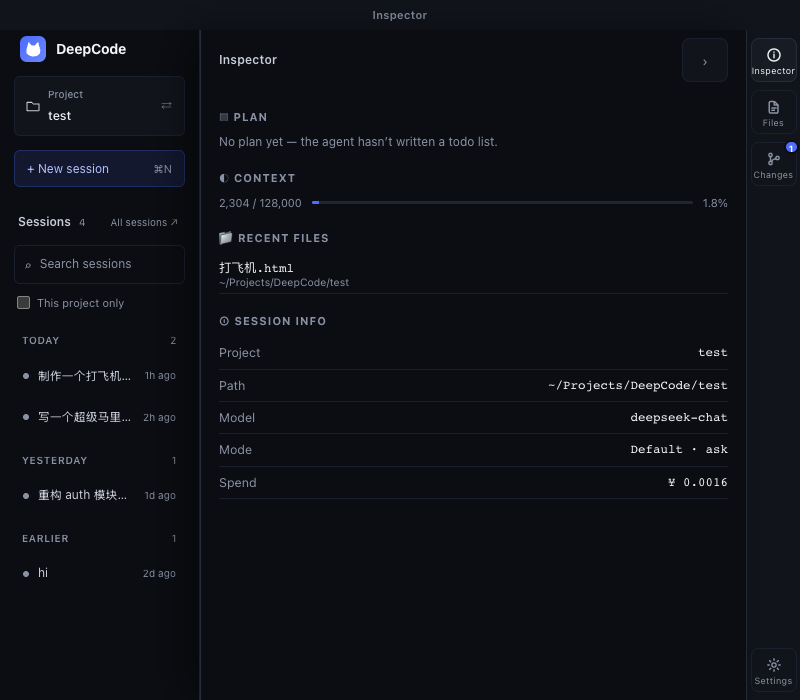 Inspector
DeepCode
Project
test
+ New session ⌘N
Sessions 4 All sessions ↗
Search sessions
This project only
TODAY 2
制作一个打飞机... 1h ago
写一个超级马里... 2h ago
YESTERDAY 1
重构 auth 模块... 1d ago
EARLIER 1
hi 2d ago
Inspector
PLAN
No plan yet — the agent hasn't written a todo list.
CONTEXT
2,304 / 128,000 1.8%
RECENT FILES
打飞机.html
~/Projects/DeepCode/test
SESSION INFO
Project test
Path ~/Projects/DeepCode/test
Model deepseek-chat
Mode Default · ask
Spend ¥ 0.0016
Inspector
Files
1
Changes
Settings